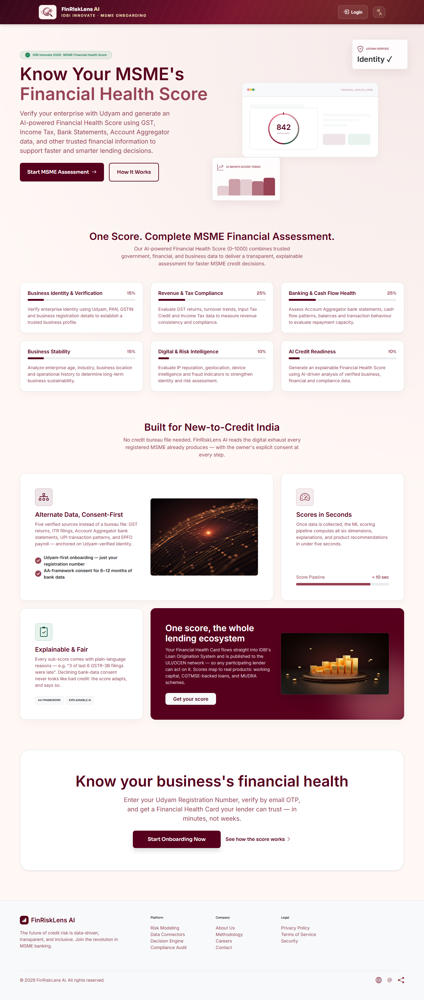 FinRiskLens AI
IDBI INNOVATE - MSME ONBOARDING
Login
अ
A
IDBI Innovate 2026 · MSME Financial Health Score
Know Your MSME's
Financial Health Score
Verify your enterprise with Udyam and generate an
AI-powered Financial Health Score using GST,
Income Tax, Bank Statements, Account Aggregator
data, and other trusted financial information to
support faster and smarter lending decisions.
Start MSME Assessment →
How It Works
UDYAM VERIFIED
Identity ✓
FINANCIAL_HEALTH_CARD
842
EXCELLENT
12-MONTH SCORE TREND
One Score. Complete MSME Financial Assessment.
Our AI-powered Financial Health Score (0–1000) combines trusted
government, financial, and business data to deliver a transparent, explainable
assessment for faster MSME credit decisions.
Business Identity & Verification 15%
Verify enterprise identity using Udyam, PAN, GSTIN
and business registration details to establish a
trusted business profile.
Revenue & Tax Compliance 25%
Evaluate GST returns, turnover trends, Input Tax
Credit and Income Tax data to measure revenue
consistency and compliance.
Banking & Cash Flow Health 25%
Assess Account Aggregator bank statements, cash
flow patterns, balances and transaction behaviour
to evaluate repayment capacity.
Business Stability 15%
Analyze enterprise age, industry, business location
and operational history to determine long-term
business sustainability.
Digital & Risk Intelligence 10%
Evaluate IP reputation, geolocation, device
intelligence and fraud indicators to strengthen
identity and risk assessment.
AI Credit Readiness 10%
Generate an explainable Financial Health Score
using AI-driven analysis of verified business,
financial and compliance data.
Built for New-to-Credit India
No credit bureau file needed. FinRiskLens AI reads the digital exhaust every
registered MSME already produces — with the owner's explicit consent at
every step.
Alternate Data, Consent-First
Five verified sources instead of a bureau file: GST
returns, ITR filings, Account Aggregator bank
statements, UPI transaction patterns, and EPFO
payroll — anchored on Udyam-verified identity.
Udyam-first onboarding — just your
registration number
AA-framework consent for 6–12 months of
bank data
Scores in Seconds
Once data is collected, the ML scoring
pipeline computes all six dimensions,
explanations, and product recommendations
in under five seconds.
Score Pipeline < 10 sec
Explainable & Fair
Every sub-score comes with plain-language
reasons — e.g. "3 of last 6 GSTR-3B filings
were late". Declining bank-data consent
never looks like bad credit: the score adapts,
and says so.
AA FRAMEWORK EXPLAINABLE AI
One score, the whole
lending ecosystem
Your Financial Health Card flows straight into IDBI's
Loan Origination System and is published to the
ULI/OCEN network — so any participating lender
can act on it. Scores map to real products: working
capital, CGTMSE-backed loans, and MUDRA
schemes.
Get your score
Know your business's financial health
Enter your Udyam Registration Number, verify by email OTP,
and get a Financial Health Card your lender can trust — in
minutes, not weeks.
Start Onboarding Now
See how the score works >
FinRiskLens AI
The future of credit risk is data-driven,
transparent, and inclusive. Join the revolution in
MSME banking.
Platform
Risk Modeling
Data Connectors
Decision Engine
Compliance Audit
Company
About Us
Methodology
Careers
Contact
Legal
Privacy Policy
Terms of Service
Security
© 2026 FinRiskLens AI. All rights reserved.
@